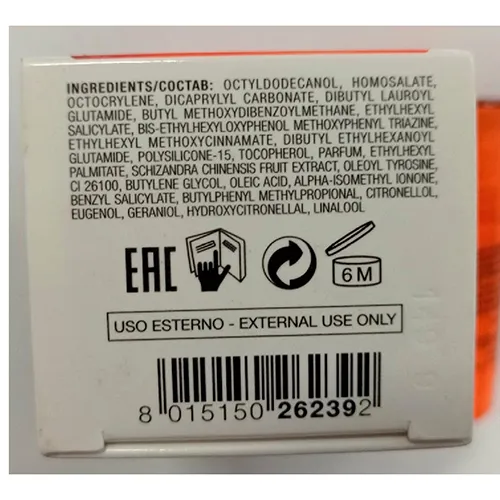 INGREDIENTS/COCTAB: OCTYLDODECANOL, HOMOSALATE,
OCTOCRYLENE, DICAPRYLYL CARBONATE, DIBUTYL LAUROYL
GLUTAMIDE, BUTYL METHOXYDIBENZOYLMETHANE, ETHYLHEXYL
SALICYLATE, BIS-ETHYLHEXYLOXYPHENOL METHOXYPHENYL TRIAZINE,
ETHYLHEXYL METHOXYCINNAMATE, DIBUTYL ETHYLHEXANOYL
GLUTAMIDE, POLYSILICONE-15, TOCOPHEROL, PARFUM, ETHYLHEXYL
PALMITATE, SCHIZANDRA CHINENSIS FRUIT EXTRACT, OLEOYL TYROSINE,
CI 26100, BUTYLENE GLYCOL, OLEIC ACID, ALPHA-ISOMETHYL IONONE,
BENZYL SALICYLATE, BUTYLPHENYL METHYLPROPIONAL, CITRONELLOL,
EUGENOL, GERANIOL, HYDROXYCITRONELLAL, LINALOOL
EAC
6 M
USO ESTERNO - EXTERNAL USE ONLY
8 015150 262392